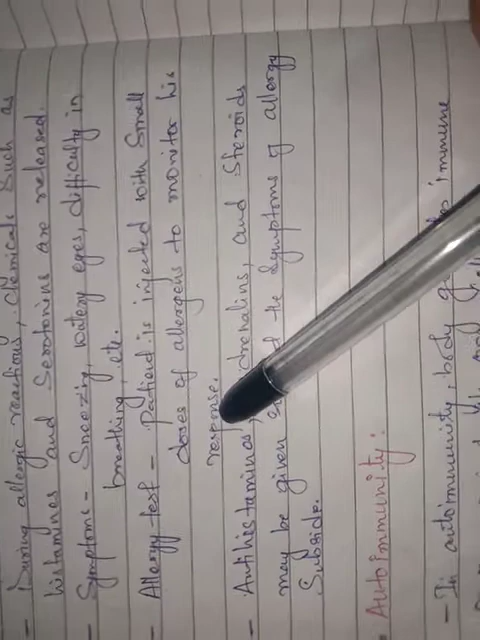 - During allergic reactions, chemicals such as
histamines and Serotonins are released.
- Symptoms - Sneezing, watery eyes, difficulty in
breathing, etc.
- Allergy test - Patient is injected with Small
doses of allergens to monitor his
response.
- Antihistamines, drenalins, and Steroids
may be given the Symptoms of allergy
Subside.
Autoimmunity:
- In autoimmunity, body immune